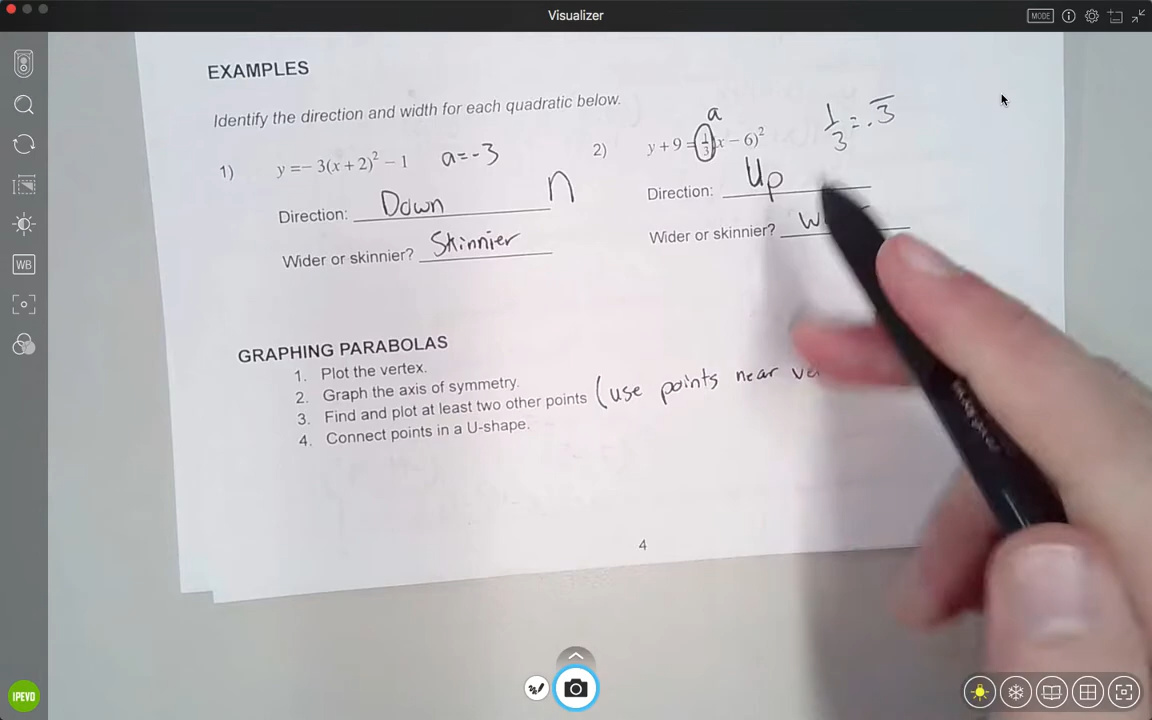 Visualizer
MODE
EXAMPLES
Identify the direction and width for each quadratic below.
1) y = − 3(x + 2)² − 1 a = -3
Direction: Down n
Wider or skinnier? Skinnier
2) y + 9 = 1/3(x − 6)² a 1/3 = .3̅
Direction: Up
Wider or skinnier?
GRAPHING PARABOLAS
1. Plot the vertex.
2. Graph the axis of symmetry.
3. Find and plot at least two other points (use points near
4. Connect points in a U-shape.
4
WB
IPEVO